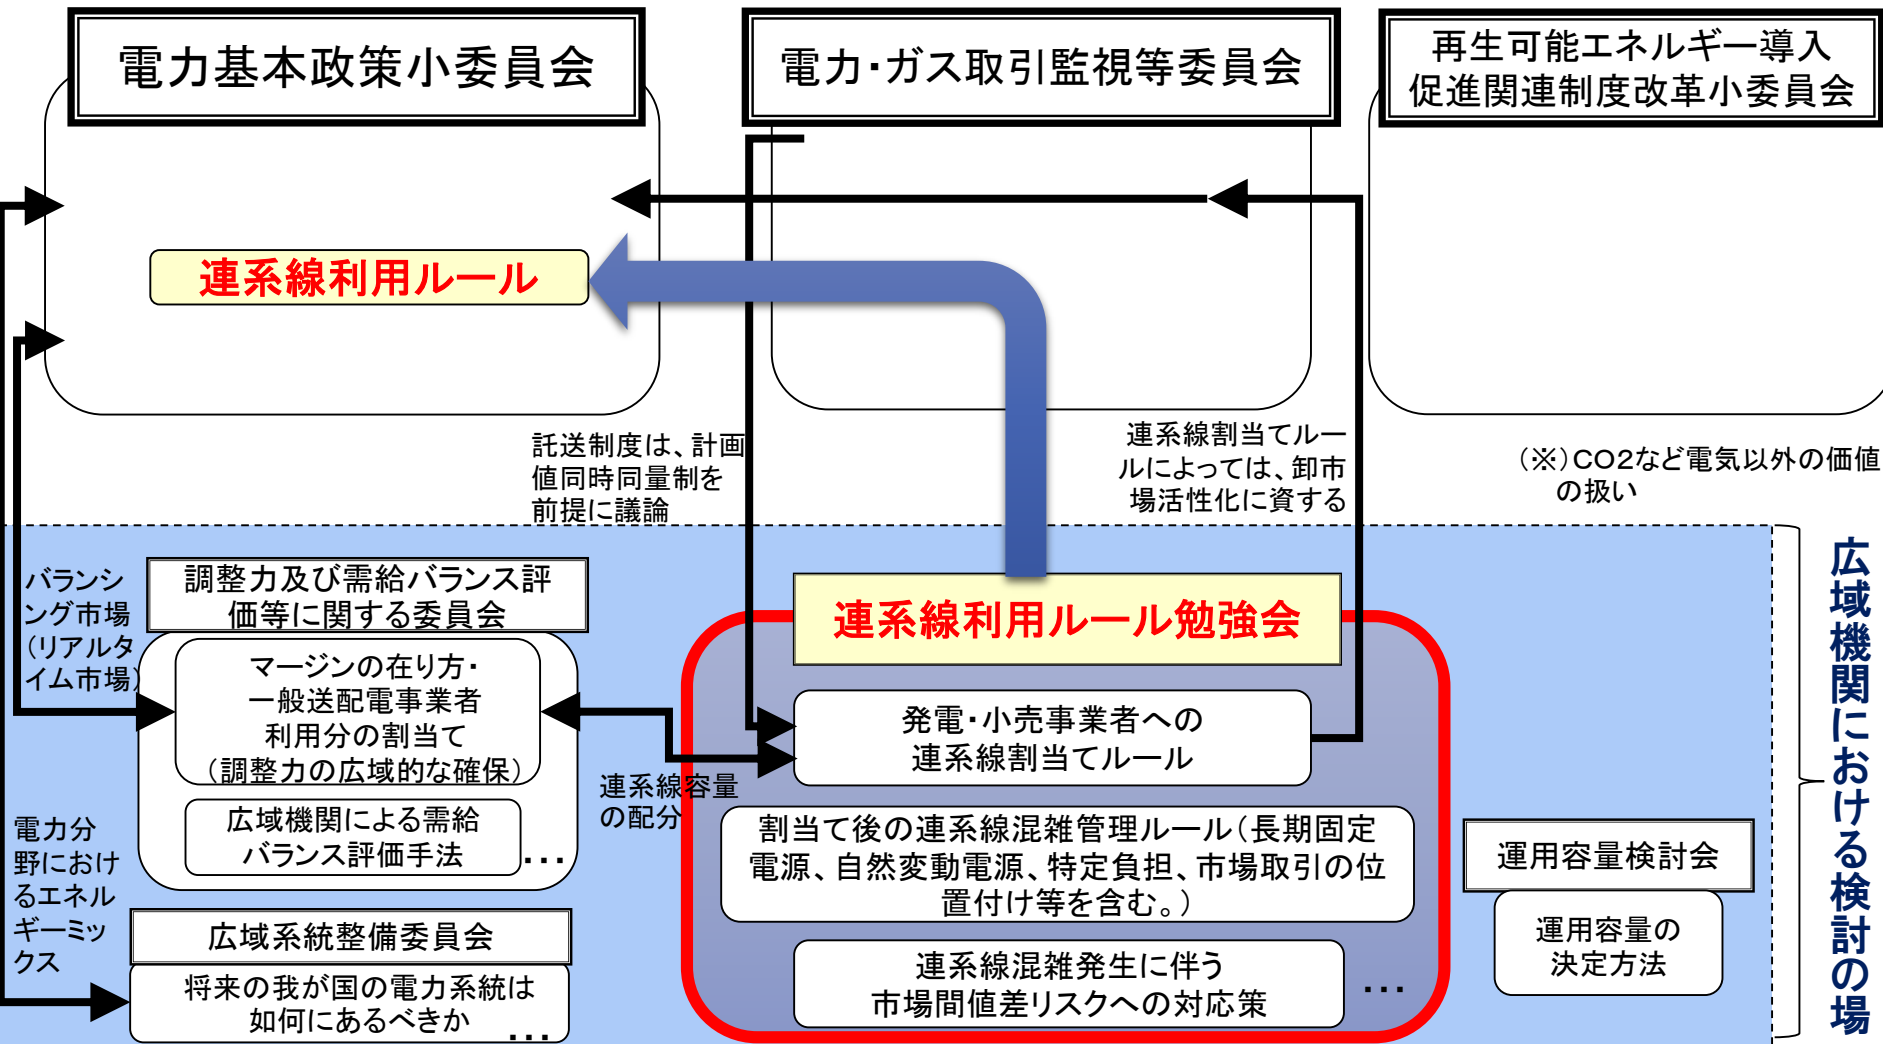 電力基本政策小委員会
電力・ガス取引監視等委員会
再生可能エネルギー導入
促進関連制度改革小委員会
連系線利用ルール
託送制度は、計画
値同時同量制を
前提に議論
連系線割当てルー
ルによっては、卸市
場活性化に資する
（※）CO2など電気以外の価値
の扱い
広域機関における検討の場
バランシ
ング市場
（リアルタ
イム市場）
調整力及び需給バランス評
価等に関する委員会
マージンの在り方・
一般送配電事業者
利用分の割当て
（調整力の広域的な確保）
広域機関による需給
バランス評価手法
...
連系線容量
の配分
連系線利用ルール勉強会
発電・小売事業者への
連系線割当てルール
割当て後の連系線混雑管理ルール（長期固定
電源、自然変動電源、特定負担、市場取引の位
置付け等を含む。）
連系線混雑発生に伴う
市場間値差リスクへの対応策
...
運用容量検討会
運用容量の
決定方法
電力分
野におけ
るエネル
ギーミッ
クス
広域系統整備委員会
将来の我が国の電力系統は
如何にあるべきか
...